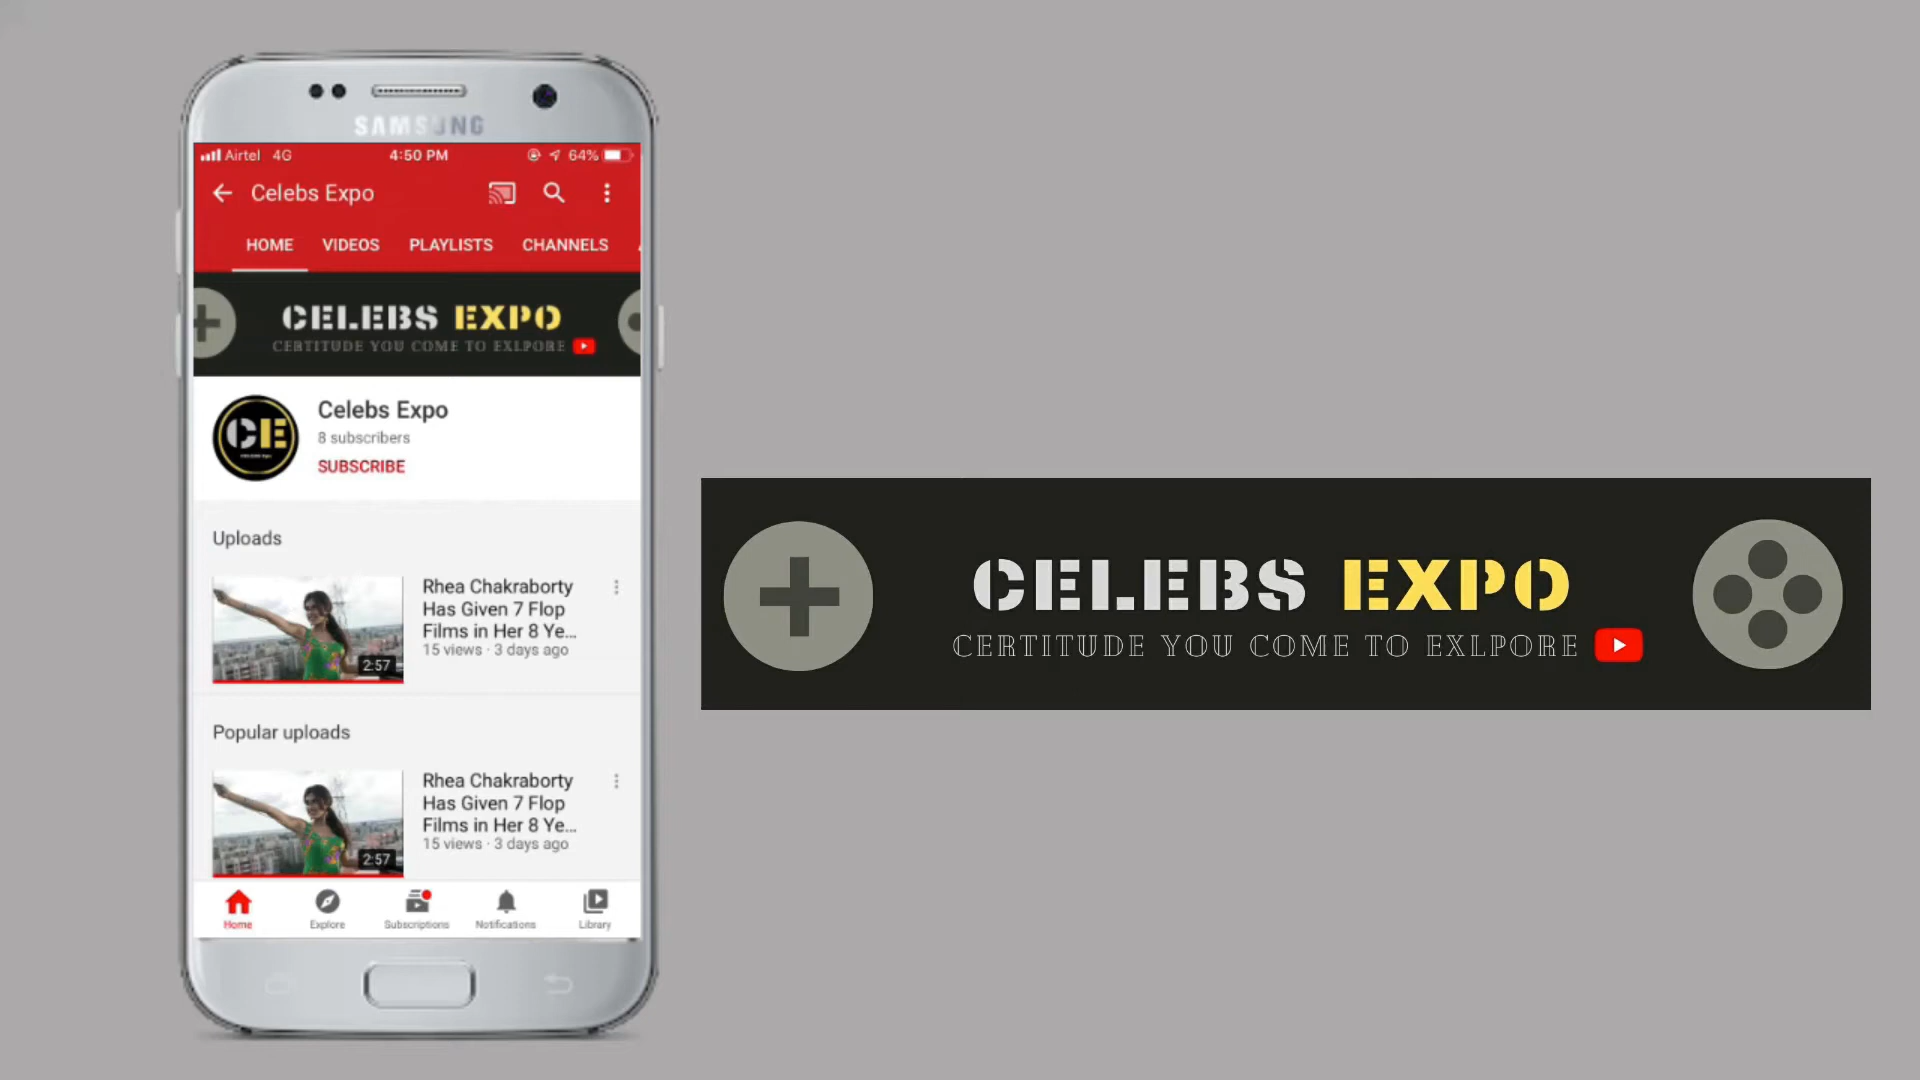 SAMSUNG
Airtel 4G 4:50 PM 64%
Celebs Expo
HOME VIDEOS PLAYLISTS CHANNELS
CELEBS EXPO
CERTITUDE YOU COME TO EXLPORE
CE
Celebs Expo
8 subscribers
SUBSCRIBE
Uploads
Rhea Chakraborty
Has Given 7 Flop
Films in Her 8 Ye...
15 views · 3 days ago
2:57
Popular uploads
Rhea Chakraborty
Has Given 7 Flop
Films in Her 8 Ye...
15 views · 3 days ago
2:57
Home Explore Subscriptions Notifications Library
CELEBS EXPO
CERTITUDE YOU COME TO EXLPORE